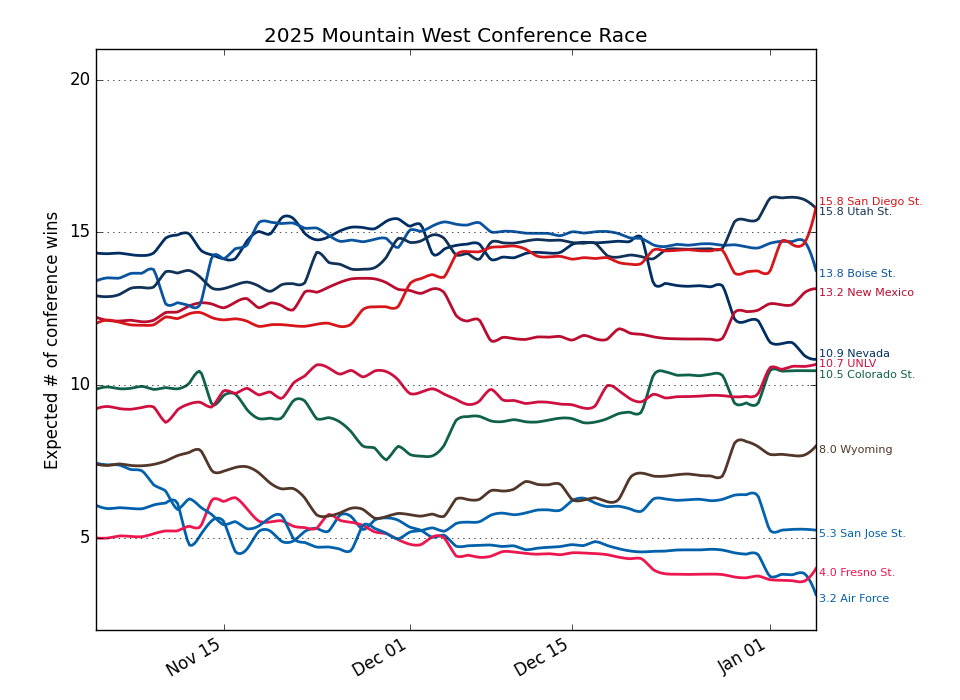 2025 Mountain West Conference Race
Expected # of conference wins
20
15
10
5
Nov 15
Dec 01
Dec 15
Jan 01
15.8 San Diego St.
15.8 Utah St.
13.8 Boise St.
13.2 New Mexico
10.9 Nevada
10.7 UNLV
10.5 Colorado St.
8.0 Wyoming
5.3 San Jose St.
4.0 Fresno St.
3.2 Air Force